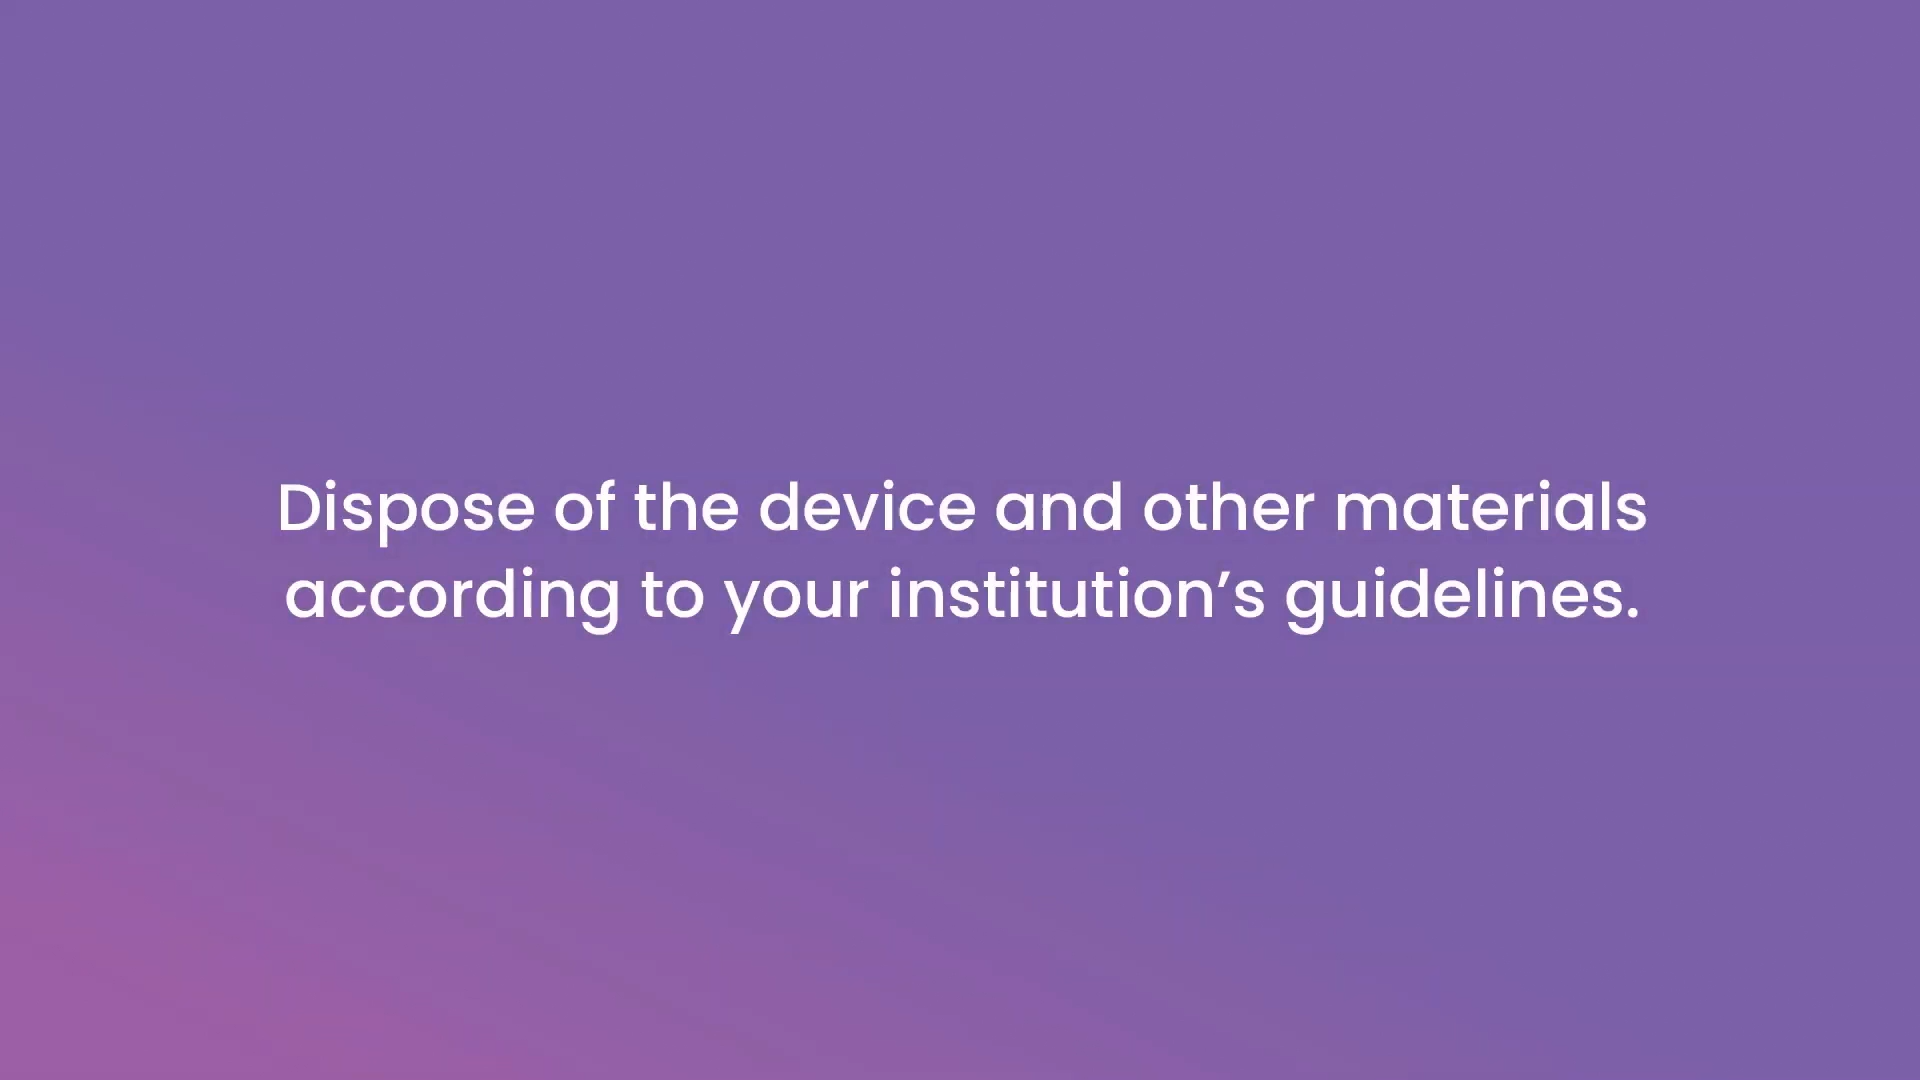 Dispose of the device and other materials
according to your institution’s guidelines.